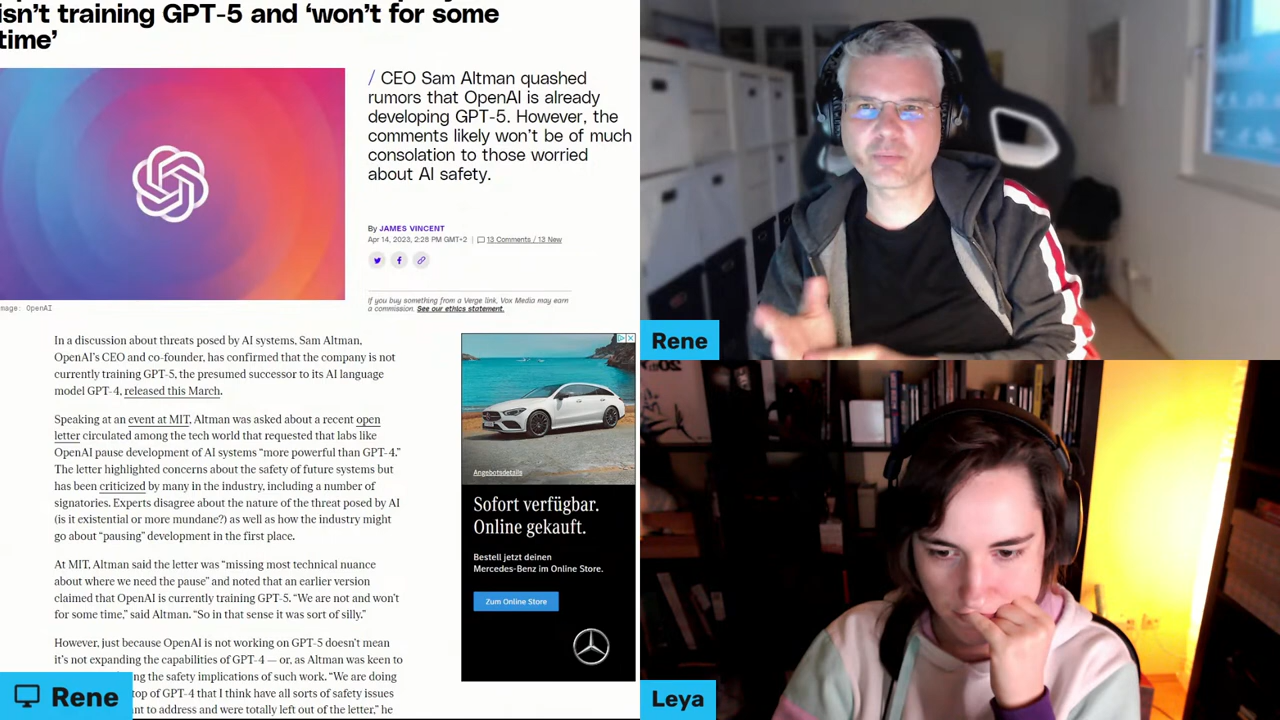 isn't training GPT-5 and ‘won't for some
time’
/ CEO Sam Altman quashed
rumors that OpenAI is already
developing GPT-5. However, the
comments likely won't be of much
consolation to those worried
about AI safety.
By JAMES VINCENT
Apr 14, 2023, 2:28 PM GMT+2 | 13 Comments / 13 New
mage: OpenAI
If you buy something from a Verge link, Vox Media may earn
a commission. See our ethics statement.
In a discussion about threats posed by AI systems, Sam Altman,
OpenAI's CEO and co-founder, has confirmed that the company is not
currently training GPT-5, the presumed successor to its AI language
model GPT-4, released this March.
Speaking at an event at MIT, Altman was asked about a recent open
letter circulated among the tech world that requested that labs like
OpenAI pause development of AI systems “more powerful than GPT-4.”
The letter highlighted concerns about the safety of future systems but
has been criticized by many in the industry, including a number of
signatories. Experts disagree about the nature of the threat posed by AI
(is it existential or more mundane?) as well as how the industry might
go about “pausing” development in the first place.
At MIT, Altman said the letter was “missing most technical nuance
about where we need the pause” and noted that an earlier version
claimed that OpenAI is currently training GPT-5. “We are not and won't
for some time,” said Altman. “So in that sense it was sort of silly.”
However, just because OpenAI is not working on GPT-5 doesn't mean
it's not expanding the capabilities of GPT-4 — or, as Altman was keen to
ng the safety implications of such work. “We are doing
top of GPT-4 that I think have all sorts of safety issues
nt to address and were totally left out of the letter,” he
Angebotsdetails
Sofort verfügbar.
Online gekauft.
Bestell jetzt deinen
Mercedes-Benz im Online Store.
Zum Online Store
Rene
Rene
Leya